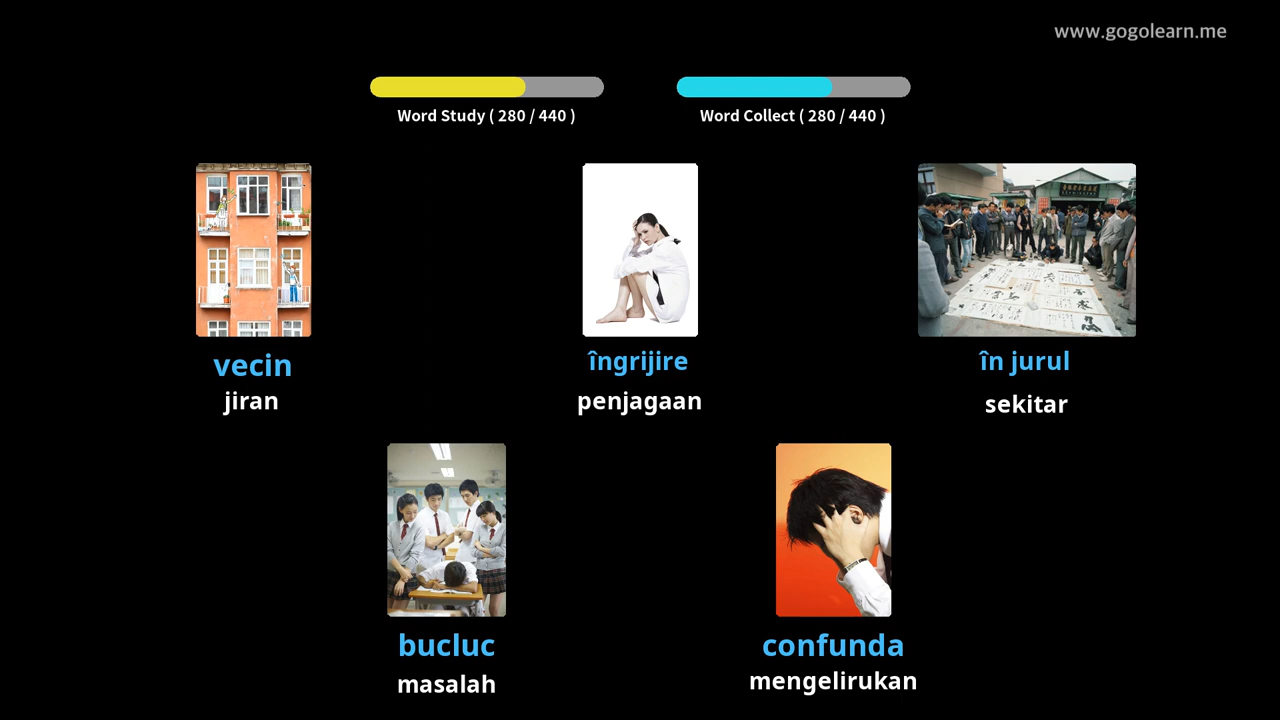 www.gogolearn.me
Word Study ( 280 / 440 )
Word Collect ( 280 / 440 )
vecin
jiran
îngrijire
penjagaan
în jurul
sekitar
bucluc
masalah
confunda
mengelirukan